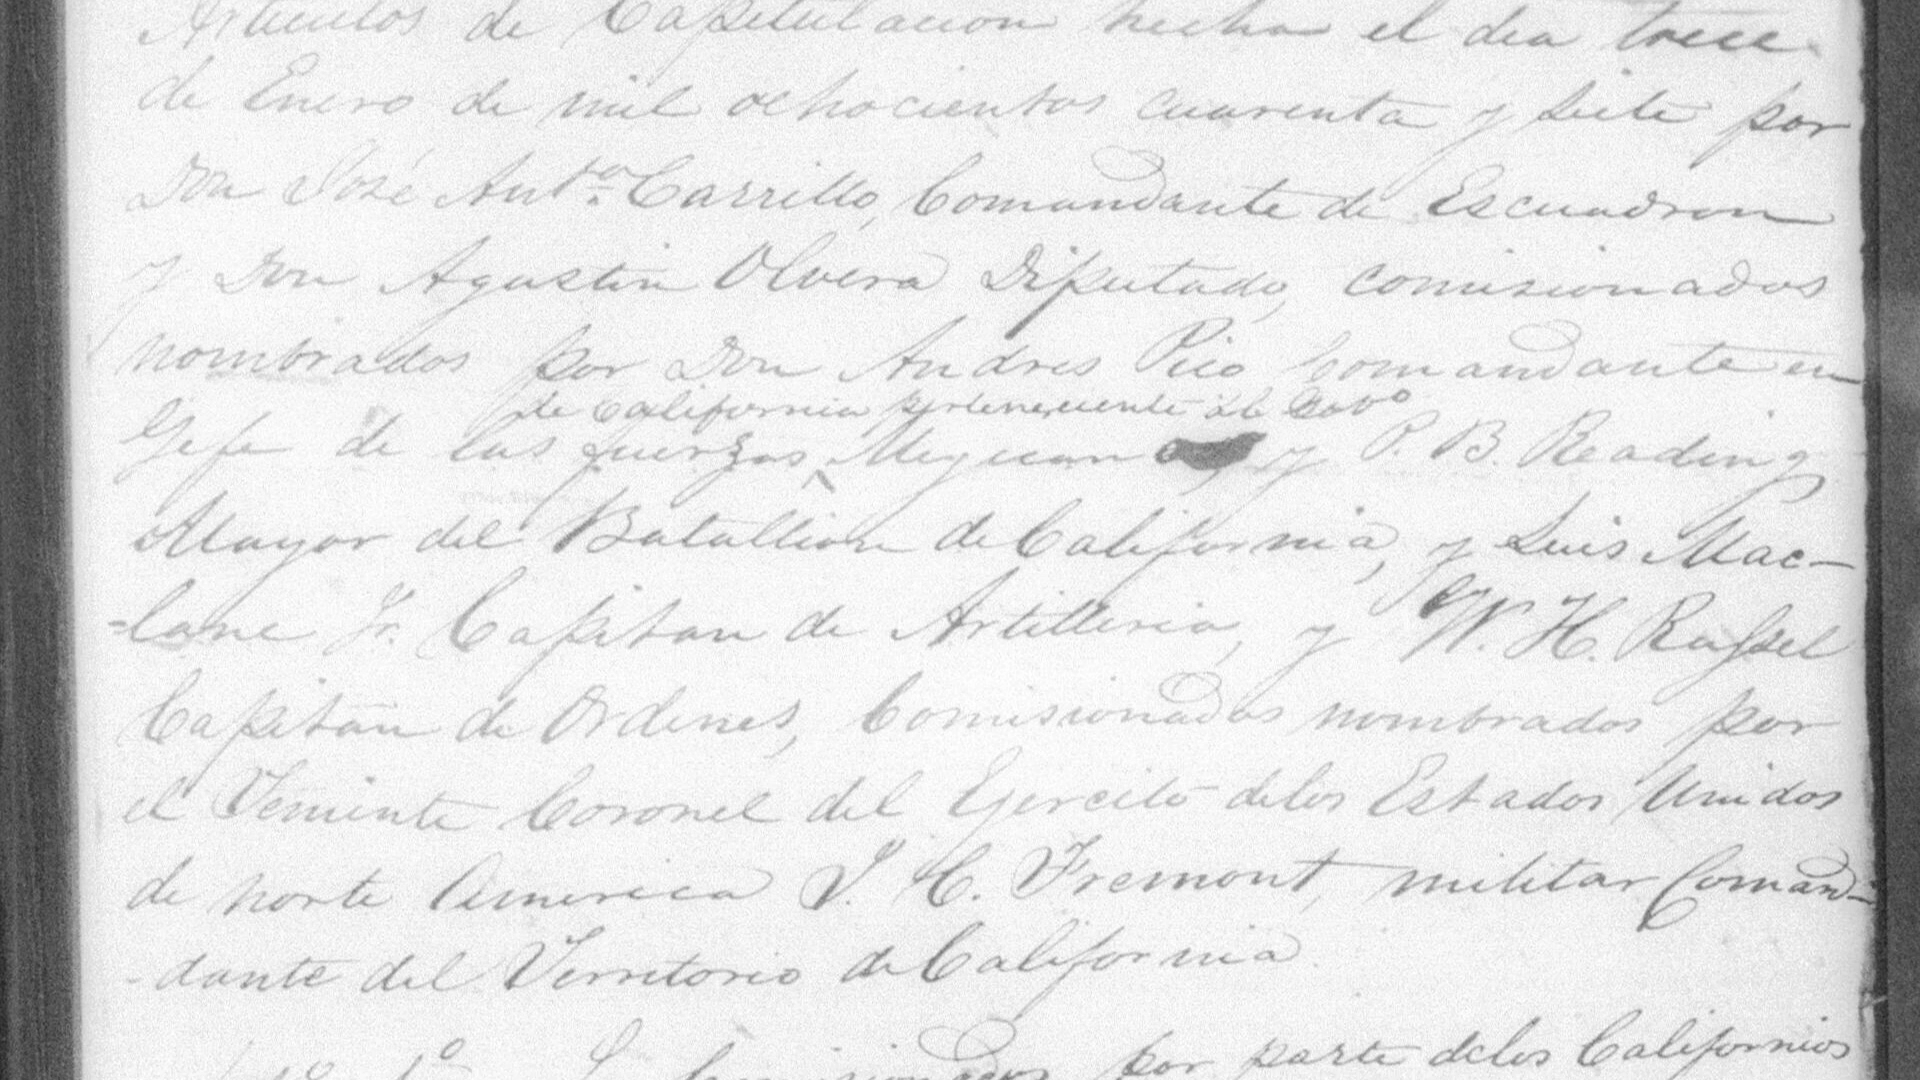 Articulos de Capitulacion hecha el dia trece
de Enero de mil ochocientos cuarenta y siete por
Don José Antᵒ Carrillo, Comandante de Escuadron
y Don Agustin Olvera Diputado, comisionados
nombrados por Don Andres Pico Comandante en
de California perteneciente al Govᵒ
Gefe de las fuerzas Megicano y P. B. Reading
Mayor del Batallion de California, y Luis Mac-
-lane Jr. Capitan de Artilleria, y W. H. Russel
Capitan de Ordenes, Comisionados nombrados por
el Teniente Coronel del Ejercito delos Estados Unidos
de norte America J. C. Fremont, militar Coman-
-dante del Territorio de California.
por parte delos Californios